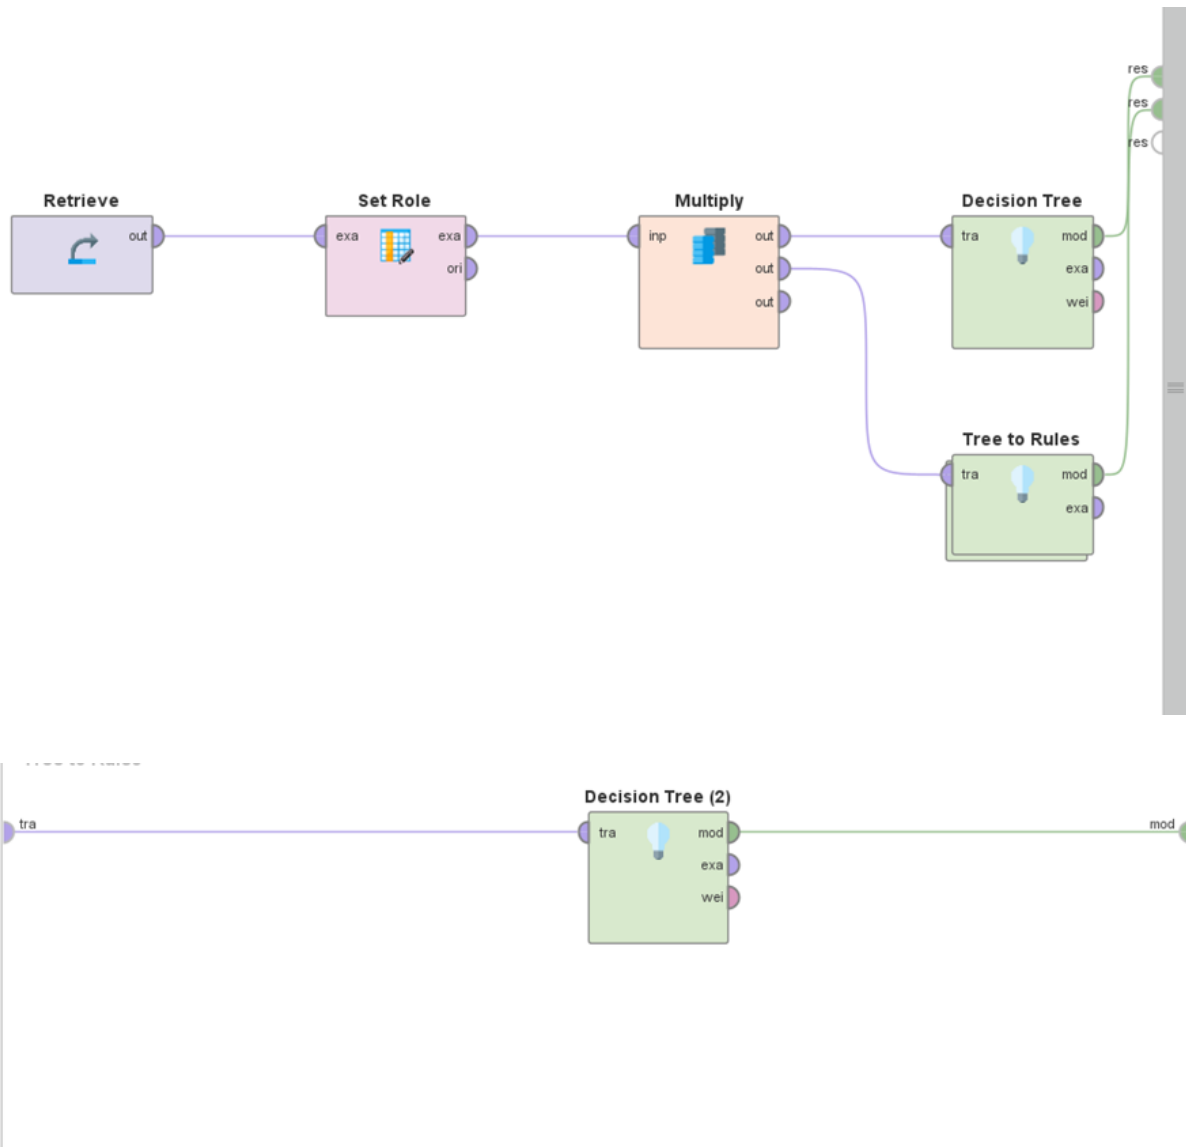 res
res
res
Retrieve
out
Set Role
exa exa
ori
Multiply
inp out
out
out
Decision Tree
tra mod
exa
wei
Tree to Rules
tra mod
exa
Decision Tree (2)
tra
tra mod
exa
wei
mod